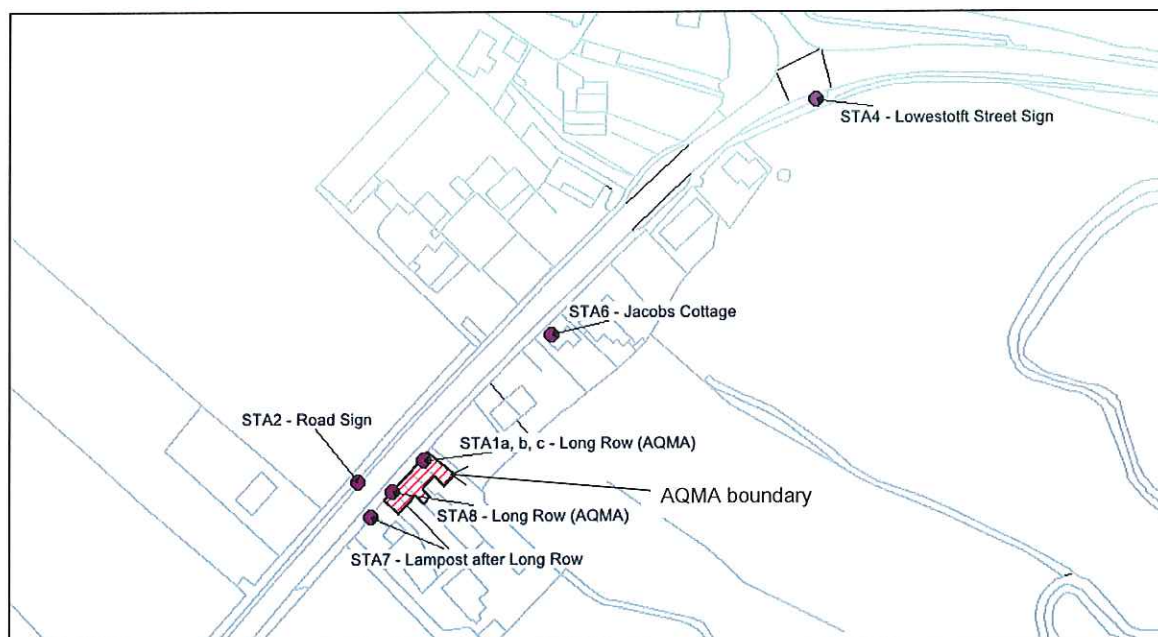 STA4 - Lowestotft Street Sign
STA6 - Jacobs Cottage
STA2 - Road Sign
STA1a, b, c - Long Row (AQMA)
AQMA boundary
STA8 - Long Row (AQMA)
STA7 - Lampost after Long Row